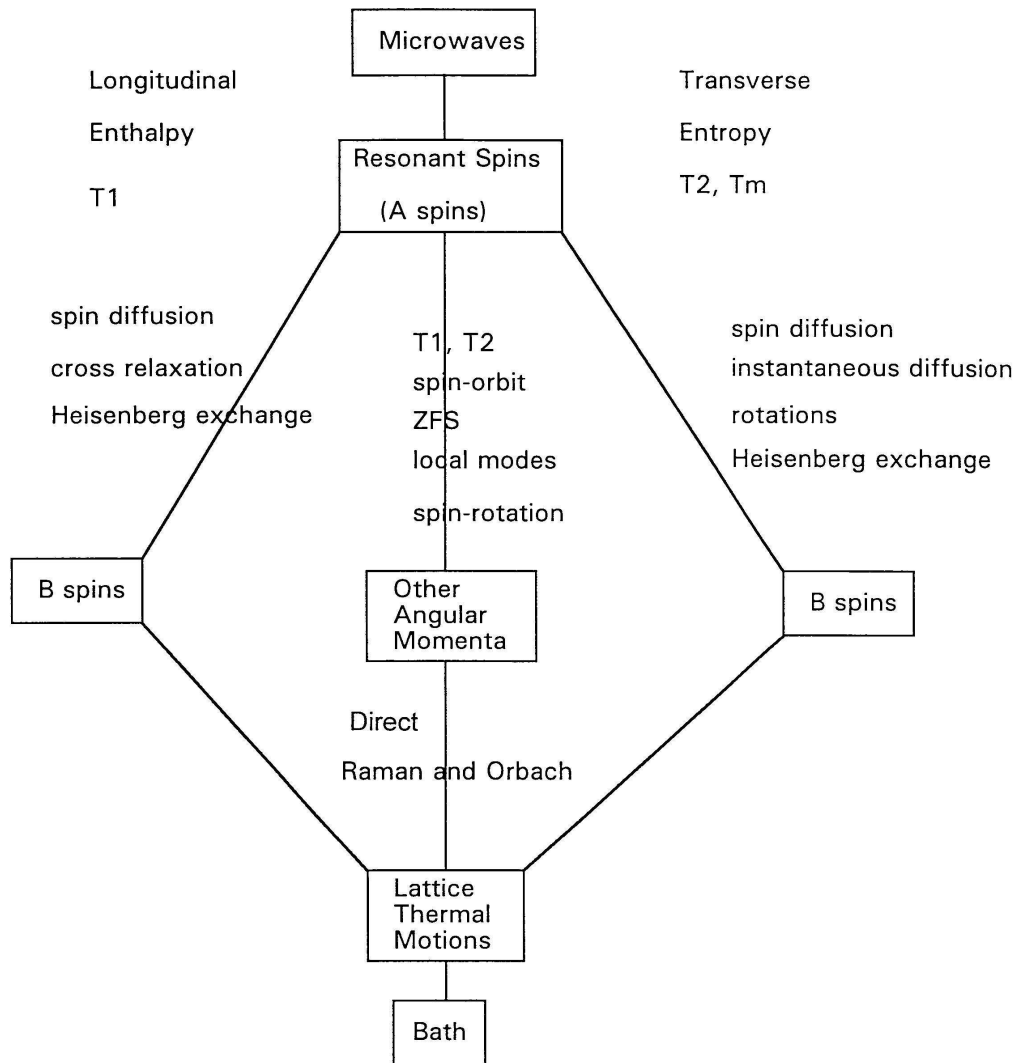 Microwaves
Longitudinal
Enthalpy
T1
Transverse
Entropy
T2, Tm
Resonant Spins
(A spins)
spin diffusion
cross relaxation
Heisenberg exchange
T1, T2
spin-orbit
ZFS
local modes
spin-rotation
spin diffusion
instantaneous diffusion
rotations
Heisenberg exchange
B spins
Other
Angular
Momenta
B spins
Direct
Raman and Orbach
Lattice
Thermal
Motions
Bath